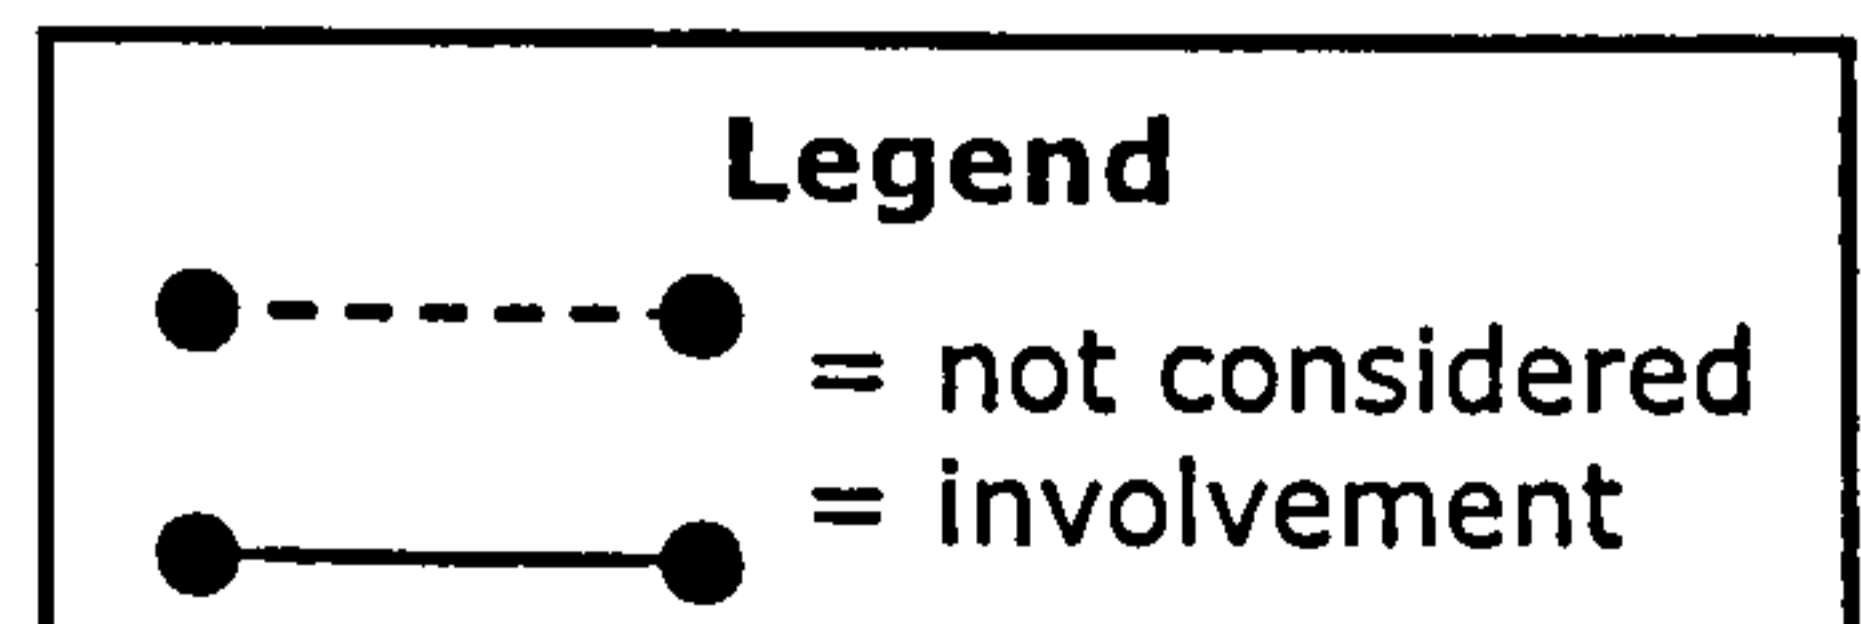 Legend
= not considered
= involvement